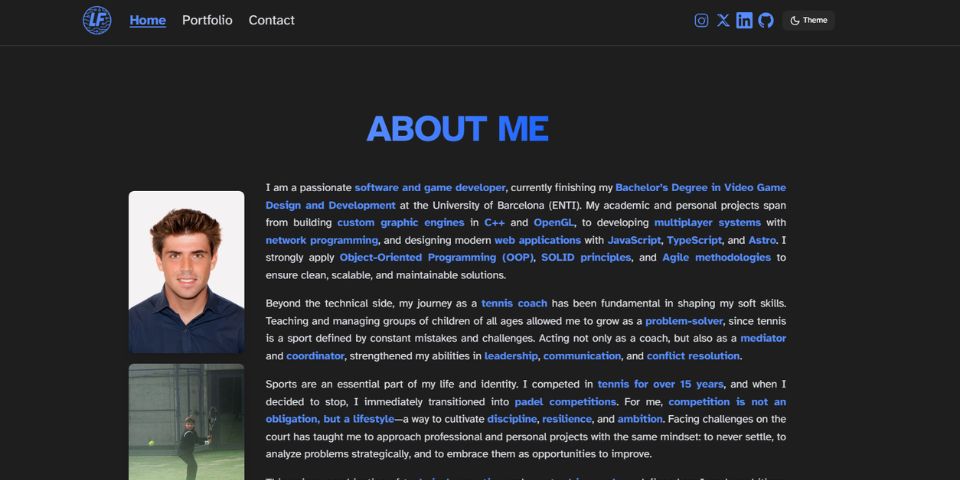 LF
Home Portfolio Contact Theme
ABOUT ME
I am a passionate software and game developer, currently finishing my Bachelor's Degree in Video Game
Design and Development at the University of Barcelona (ENTI). My academic and personal projects span
from building custom graphic engines in C++ and OpenGL, to developing multiplayer systems with
network programming, and designing modern web applications with JavaScript, TypeScript, and Astro. I
strongly apply Object-Oriented Programming (OOP), SOLID principles, and Agile methodologies to
ensure clean, scalable, and maintainable solutions.
Beyond the technical side, my journey as a tennis coach has been fundamental in shaping my soft skills.
Teaching and managing groups of children of all ages allowed me to grow as a problem-solver, since tennis
is a sport defined by constant mistakes and challenges. Acting not only as a coach, but also as a mediator
and coordinator, strengthened my abilities in leadership, communication, and conflict resolution.
Sports are an essential part of my life and identity. I competed in tennis for over 15 years, and when I
decided to stop, I immediately transitioned into padel competitions. For me, competition is not an
obligation, but a lifestyle—a way to cultivate discipline, resilience, and ambition. Facing challenges on the
court has taught me to approach professional and personal projects with the same mindset: to never settle, to
analyze problems strategically, and to embrace them as opportunities to improve.